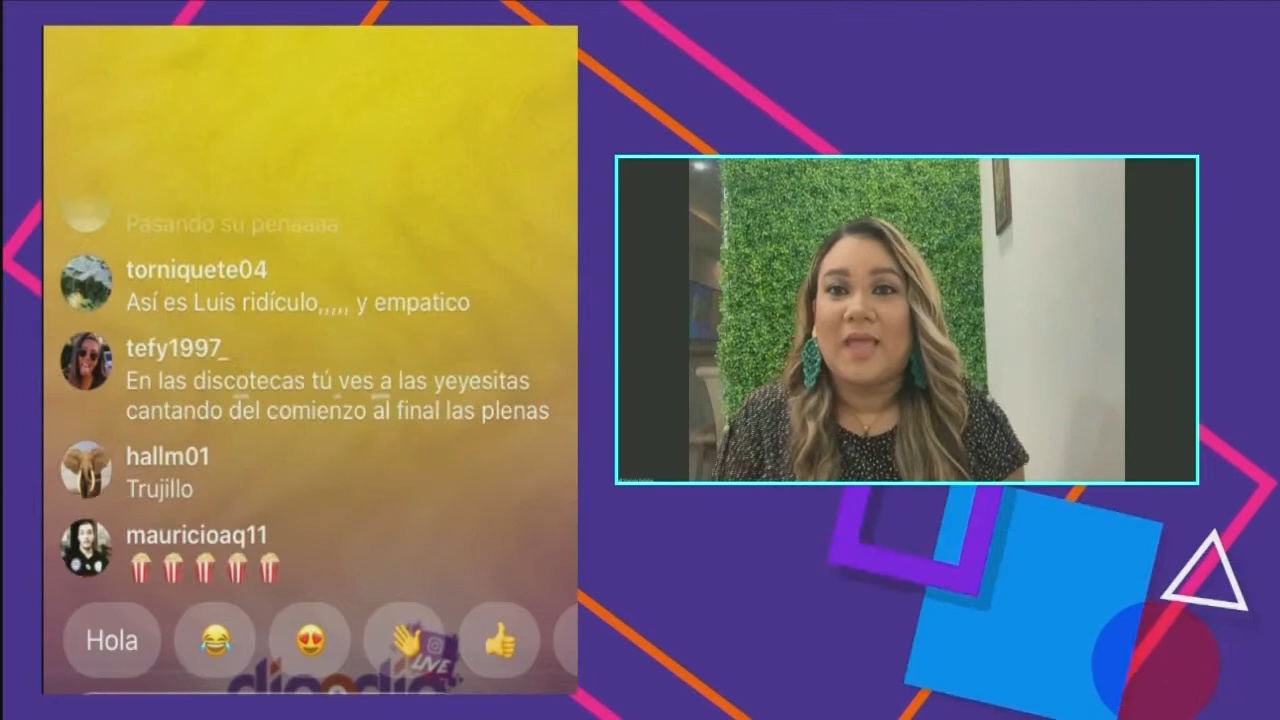 Pasando su penaaaa
torniquete04
Así es Luis ridículo,,,,, y empatico
tefy1997_
En las discotecas tú ves a las yeyesitas
cantando del comienzo al final las plenas
hallm01
Trujillo
mauricioaq11
Hola
LIVE